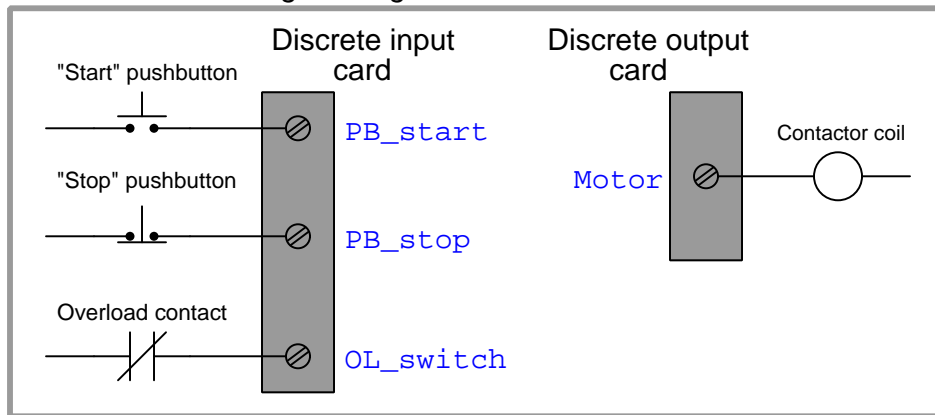 Discrete input
card
Discrete output
card
"Start" pushbutton
PB_start
Contactor coil
Motor
"Stop" pushbutton
PB_stop
Overload contact
OL_switch